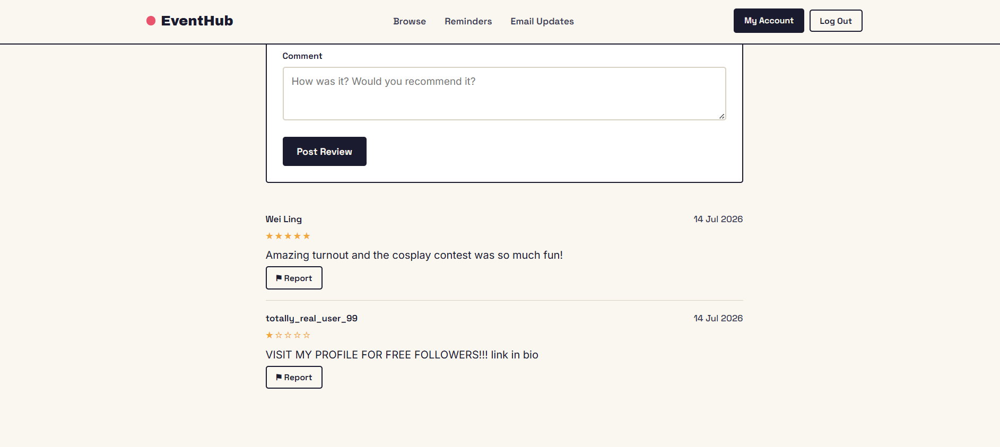 EventHub
Browse
Reminders
Email Updates
My Account
Log Out
Comment
How was it? Would you recommend it?
Post Review
Wei Ling
14 Jul 2026
★★★★★
Amazing turnout and the cosplay contest was so much fun!
⚑ Report
totally_real_user_99
14 Jul 2026
★☆☆☆☆
VISIT MY PROFILE FOR FREE FOLLOWERS!!! link in bio
⚑ Report